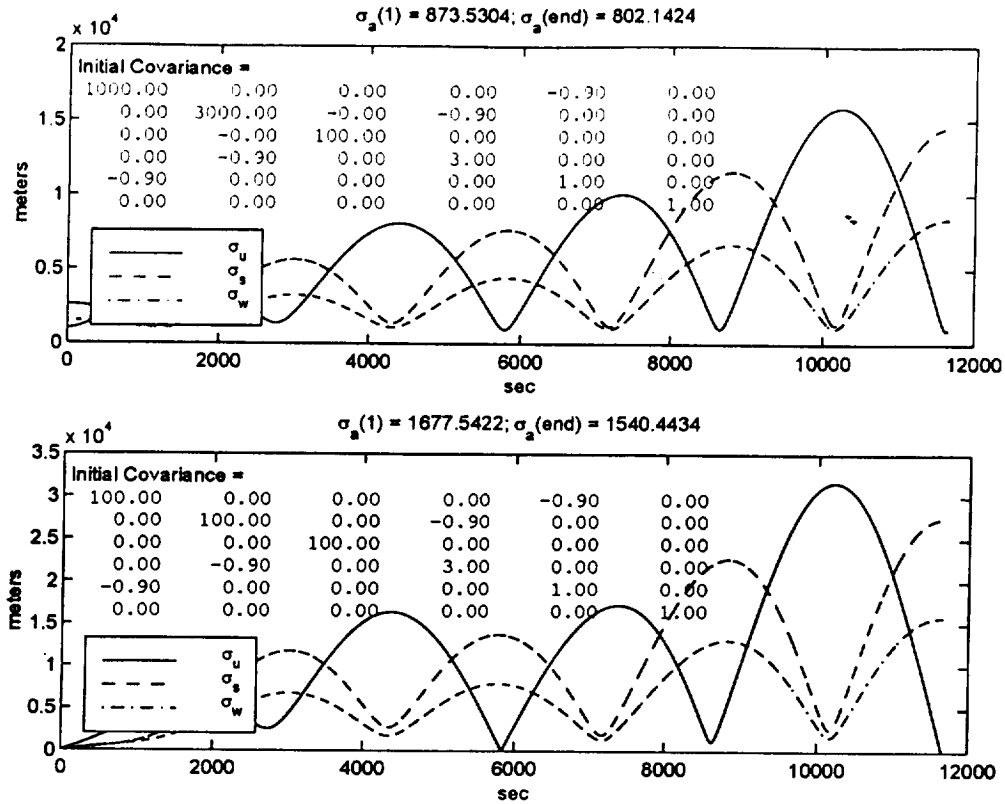 σa(1) = 873.5304; σa(end) = 802.1424
x 10^4
2
1.5
1
0.5
0
meters
Initial Covariance =
1000.00 0.00 0.00 0.00 -0.90 0.00
0.00 3000.00 -0.00 -0.90 0.00 0.00
0.00 -0.00 100.00 0.00 0.00 0.00
0.00 -0.90 0.00 3.00 0.00 0.00
-0.90 0.00 0.00 0.00 1.00 0.00
0.00 0.00 0.00 0.00 0.00 1.00
σu
σs
σw
0 2000 4000 6000 8000 10000 12000
sec
σa(1) = 1677.5422; σa(end) = 1540.4434
x 10^4
3.5
3
2.5
2
1.5
1
0.5
0
meters
Initial Covariance =
100.00 0.00 0.00 0.00 -0.90 0.00
0.00 100.00 0.00 -0.90 0.00 0.00
0.00 0.00 100.00 0.00 0.00 0.00
0.00 -0.90 0.00 3.00 0.00 0.00
-0.90 0.00 0.00 0.00 1.00 0.00
0.00 0.00 0.00 0.00 0.00 1.00
σu
σs
σw
0 2000 4000 6000 8000 10000 12000
sec